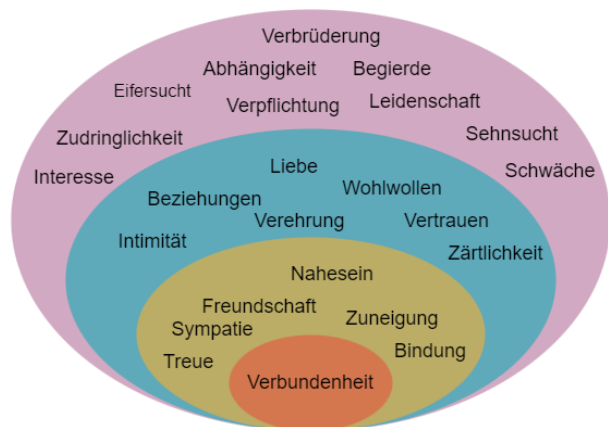 Verbrüderung
Abhängigkeit Begierde
Eifersucht
Verpflichtung Leidenschaft
Zudringlichkeit Sehnsucht
Interesse Schwäche
Liebe
Beziehungen Wohlwollen
Verehrung Vertrauen
Intimität Zärtlichkeit
Nahesein
Freundschaft Zuneigung
Sympatie
Treue Bindung
Verbundenheit